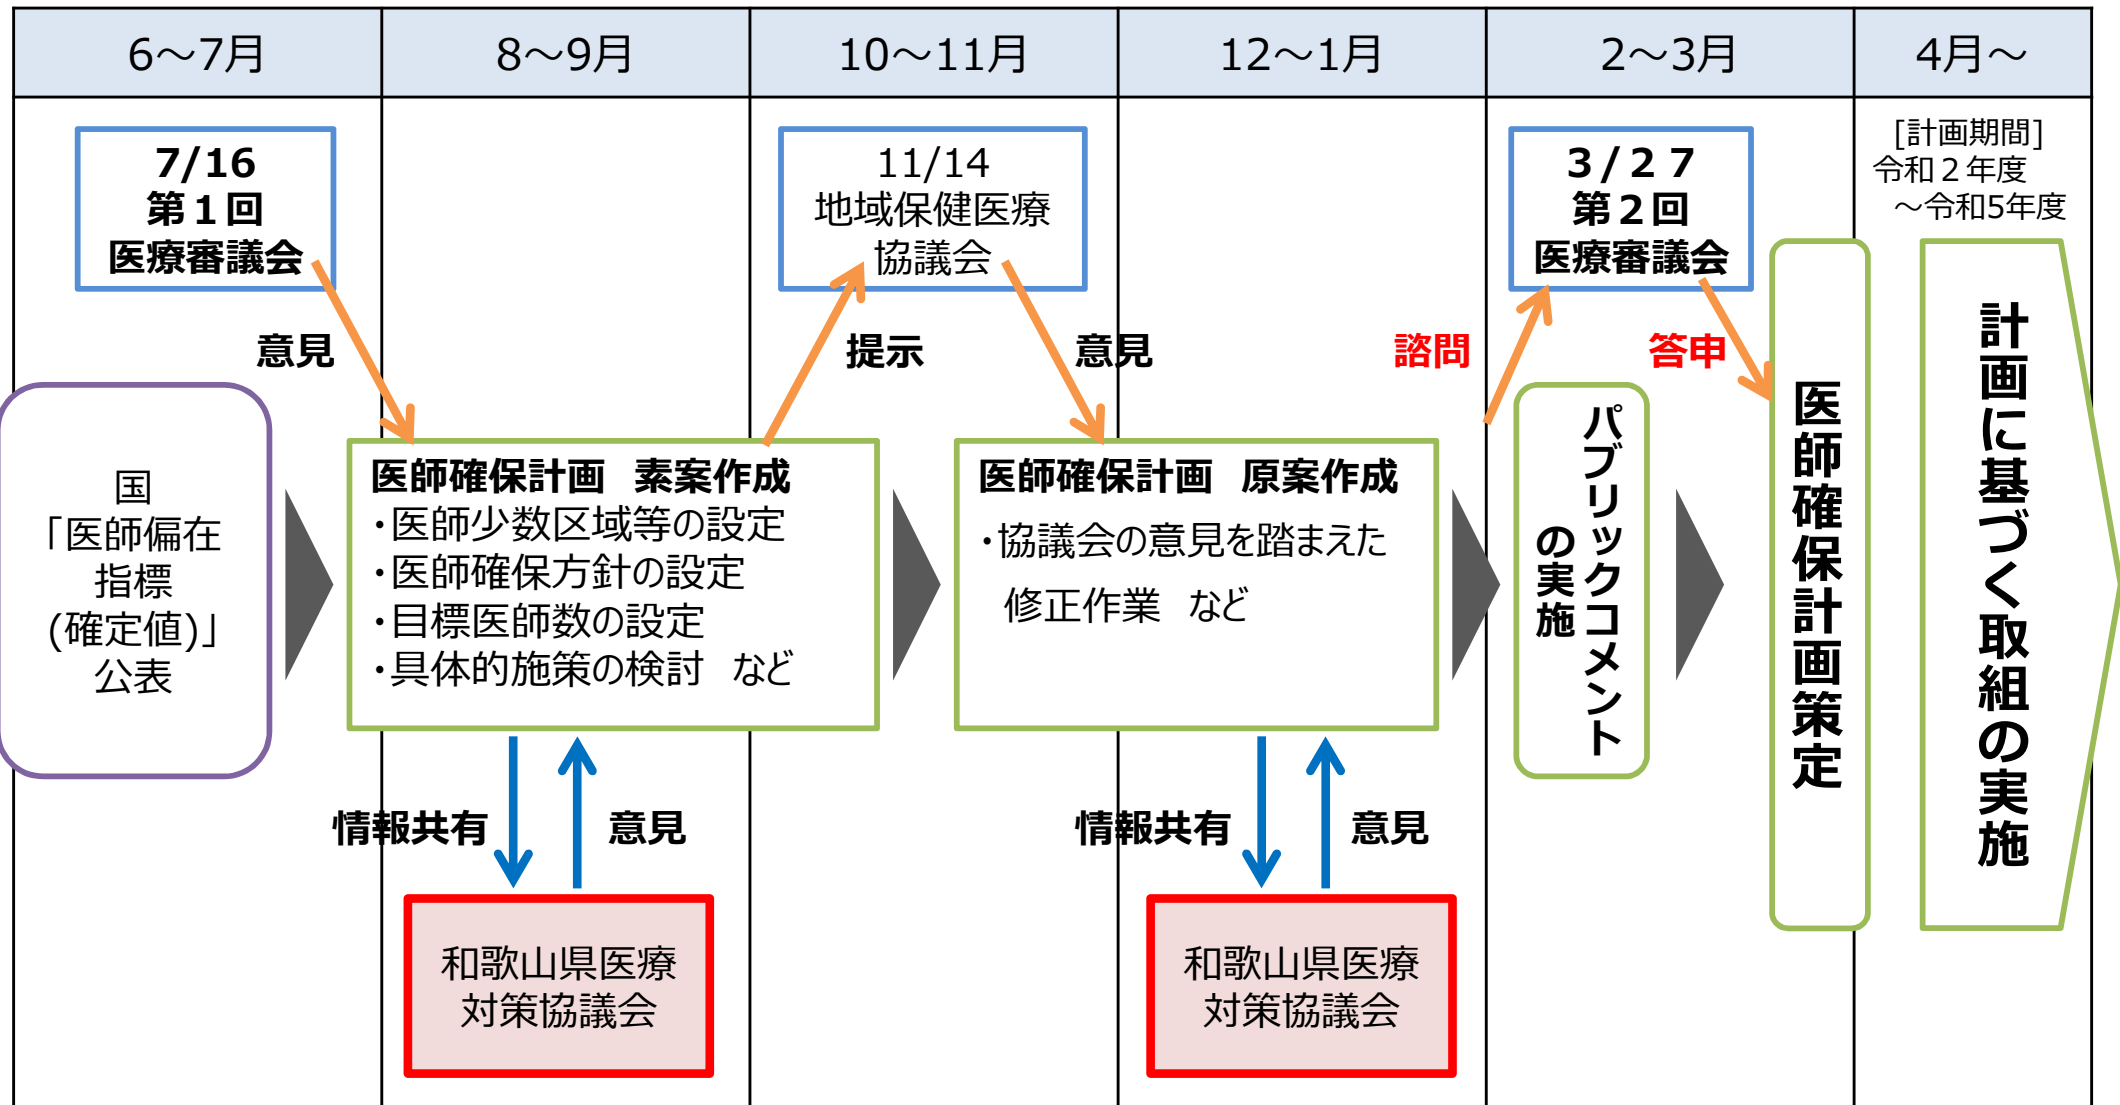 6～7月
8～9月
10～11月
12～1月
2～3月
4月～
7/16
第１回
医療審議会
11/14
地域保健医療
協議会
３/２７
第２回
医療審議会
[計画期間]
令和２年度
～令和5年度
意見
提示
意見
諮問
答申
国
「医師偏在
指標
(確定値)」
公表
医師確保計画　素案作成
・医師少数区域等の設定
・医師確保方針の設定
・目標医師数の設定
・具体的施策の検討　など
医師確保計画　原案作成
・協議会の意見を踏まえた
修正作業　など
パブリックコメント
の実施
医師確保計画策定
計画に基づく取組の実施
情報共有
意見
情報共有
意見
和歌山県医療
対策協議会
和歌山県医療
対策協議会